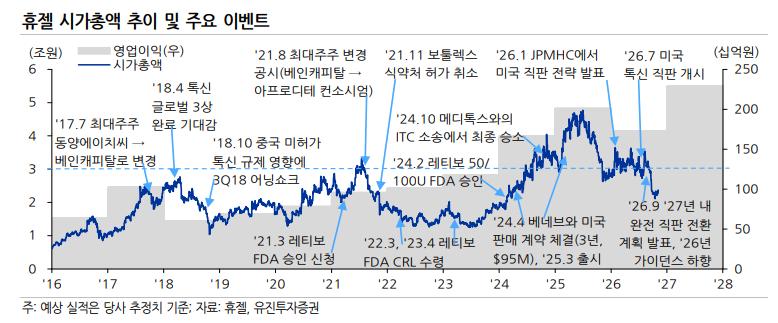 휴젤 시가총액 추이 및 주요 이벤트
(조원)
영업이익(우)
시가총액
(십억원)
'17.7 최대주주
동양에이치씨 →
베인캐피탈로 변경
'18.4 톡신
글로벌 3상
완료 기대감
'18.10 중국 미허가
톡신 규제 영향에
3Q18 어닝쇼크
'21.8 최대주주 변경
공시(베인캐피탈 →
아프로디테 컨소시엄)
'21.11 보툴렉스
식약처 허가 취소
'24.10 메디톡스와의
ITC 소송에서 최종 승소
'24.2 레티보 50/
100U FDA 승인
'26.1 JPMHC에서
미국 직판 전략 발표
'26.7 미국
톡신 직판 개시
'21.3 레티보
FDA 승인 신청
'22.3, '23.4 레티보
FDA CRL 수령
'24.4 베네브와 미국
판매 계약 체결(3년,
$95M), '25.3 출시
'26.9 '27년 내
완전 직판 전환
계획 발표, '26년
가이던스 하향
6
5
4
3
2
1
0
250
200
150
100
50
0
'16 '17 '18 '19 '20 '21 '22 '23 '24 '25 '26 '27 '28
주: 예상 실적은 당사 추정치 기준; 자료: 휴젤, 유진투자증권